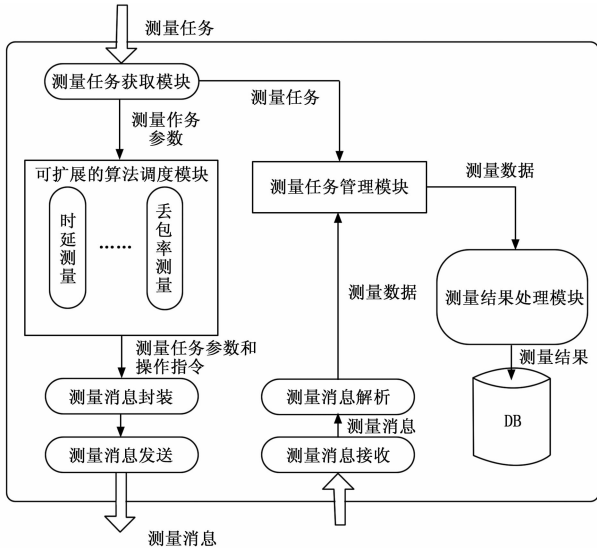 测量任务
测量任务获取模块
测量任务
测量作务
参数
可扩展的算法调度模块
时延测量
……
丢包率测量
测量任务管理模块
测量数据
测量结果处理模块
测量数据
测量任务参数和
操作指令
测量结果
测量消息封装
测量消息解析
测量消息
DB
测量消息发送
测量消息接收
测量消息